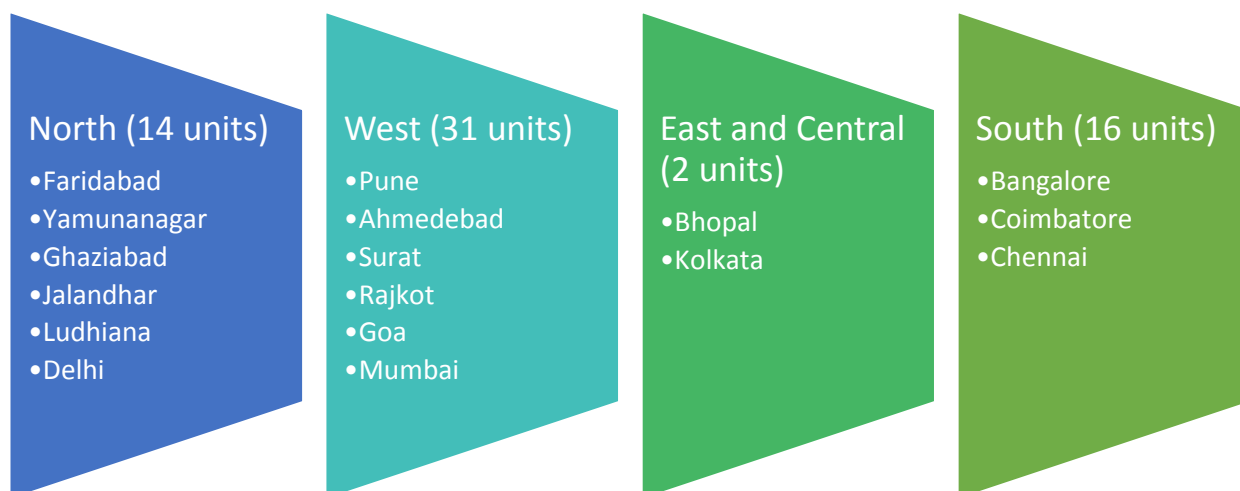 North (14 units)
•Faridabad
•Yamunanagar
•Ghaziabad
•Jalandhar
•Ludhiana
•Delhi
West (31 units)
•Pune
•Ahmedebad
•Surat
•Rajkot
•Goa
•Mumbai
East and Central
(2 units)
•Bhopal
•Kolkata
South (16 units)
•Bangalore
•Coimbatore
•Chennai